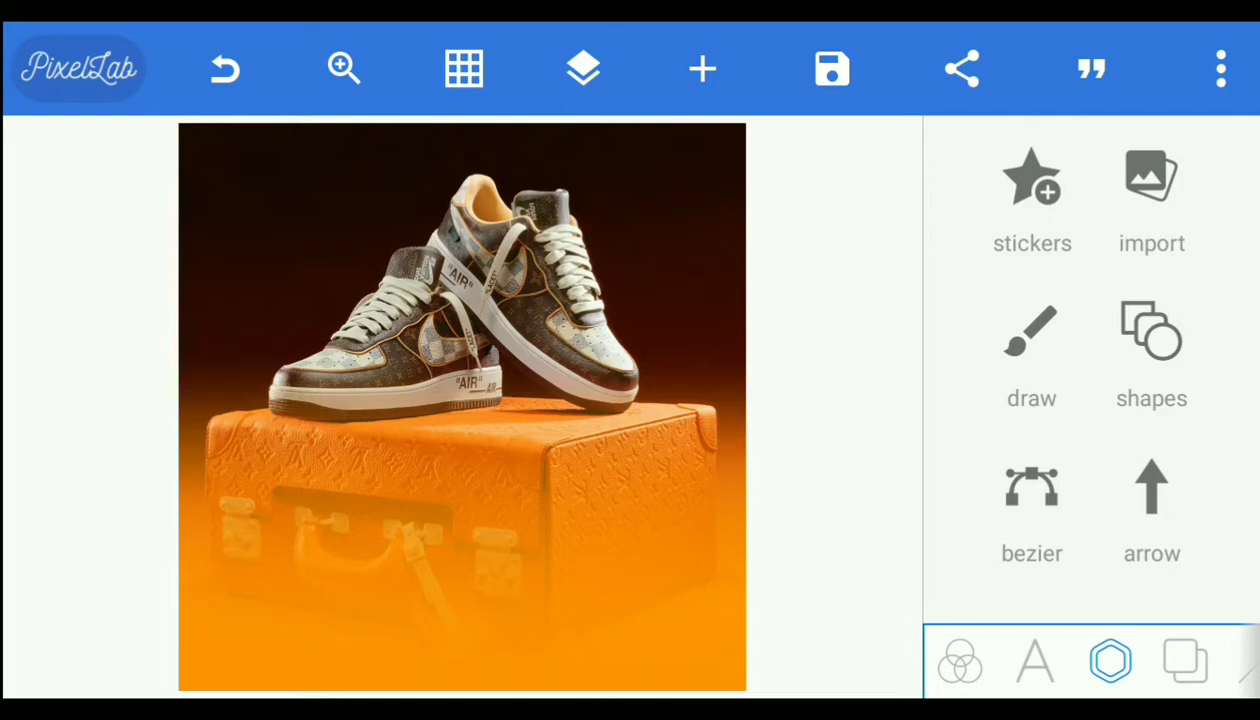 PixelLab
stickers
import
draw
shapes
bezier
arrow
"AIR"
"AIR"